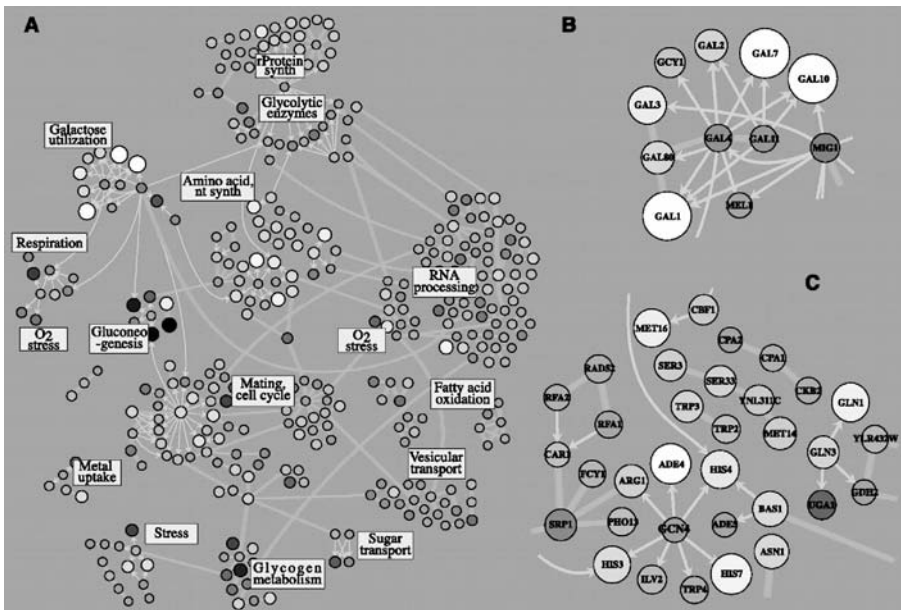 A
rProtein
synth
Glycolytic
enzymes
Galactose
utilization
Amino acid,
nt synth
Respiration
RNA
processing
O2
stress
Gluconeo
-genesis
O2
stress
Mating,
cell cycle
Fatty acid
oxidation
Metal
uptake
Vesicular
transport
Stress
Sugar
transport
Glycogen
metabolism
B
GAL2
GAL7
GCY1
GAL10
GAL3
GAL4
GAL11
MIG1
GAL80
MEL1
GAL1
C
CBF1
MET16
CPA2
CPA1
SER3
SER33
CKB2
RAD52
RFA2
TRP3
YNL311C
GLN1
RFA1
TRP2
MET14
YLR432W
CAR1
GLN3
FCY1
ARG1
ADE4
HIS4
UGA1
GDH2
SRP1
PHO13
GCN4
ADE3
BAS1
ASN1
HIS3
ILV2
TRP4
HIS7